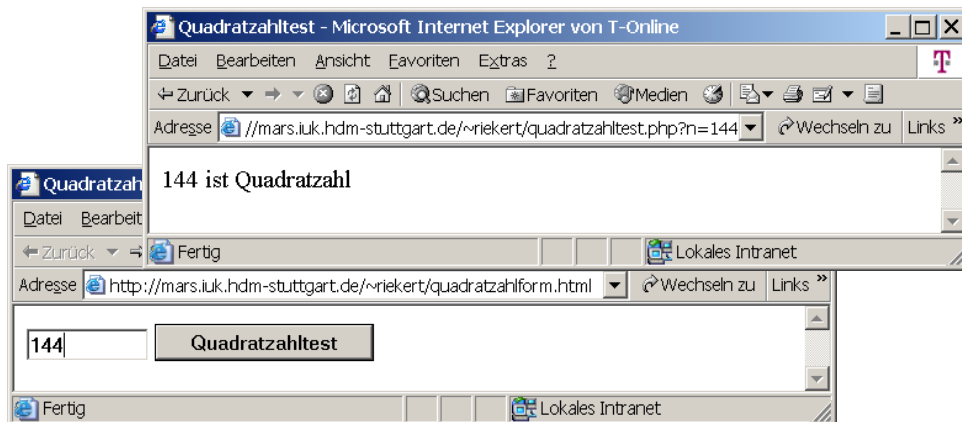 Quadratzahltest - Microsoft Internet Explorer von T-Online
Datei Bearbeiten Ansicht Favoriten Extras ?
Zurück Suchen Favoriten Medien
Adresse //mars.iuk.hdm-stuttgart.de/~riekert/quadratzahltest.php?n=144 Wechseln zu Links »
144 ist Quadratzahl
Fertig Lokales Intranet
Quadratzah
Datei Bearbeit
Zurück
Adresse http://mars.iuk.hdm-stuttgart.de/~riekert/quadratzahlform.html Wechseln zu Links »
144 Quadratzahltest
Fertig Lokales Intranet